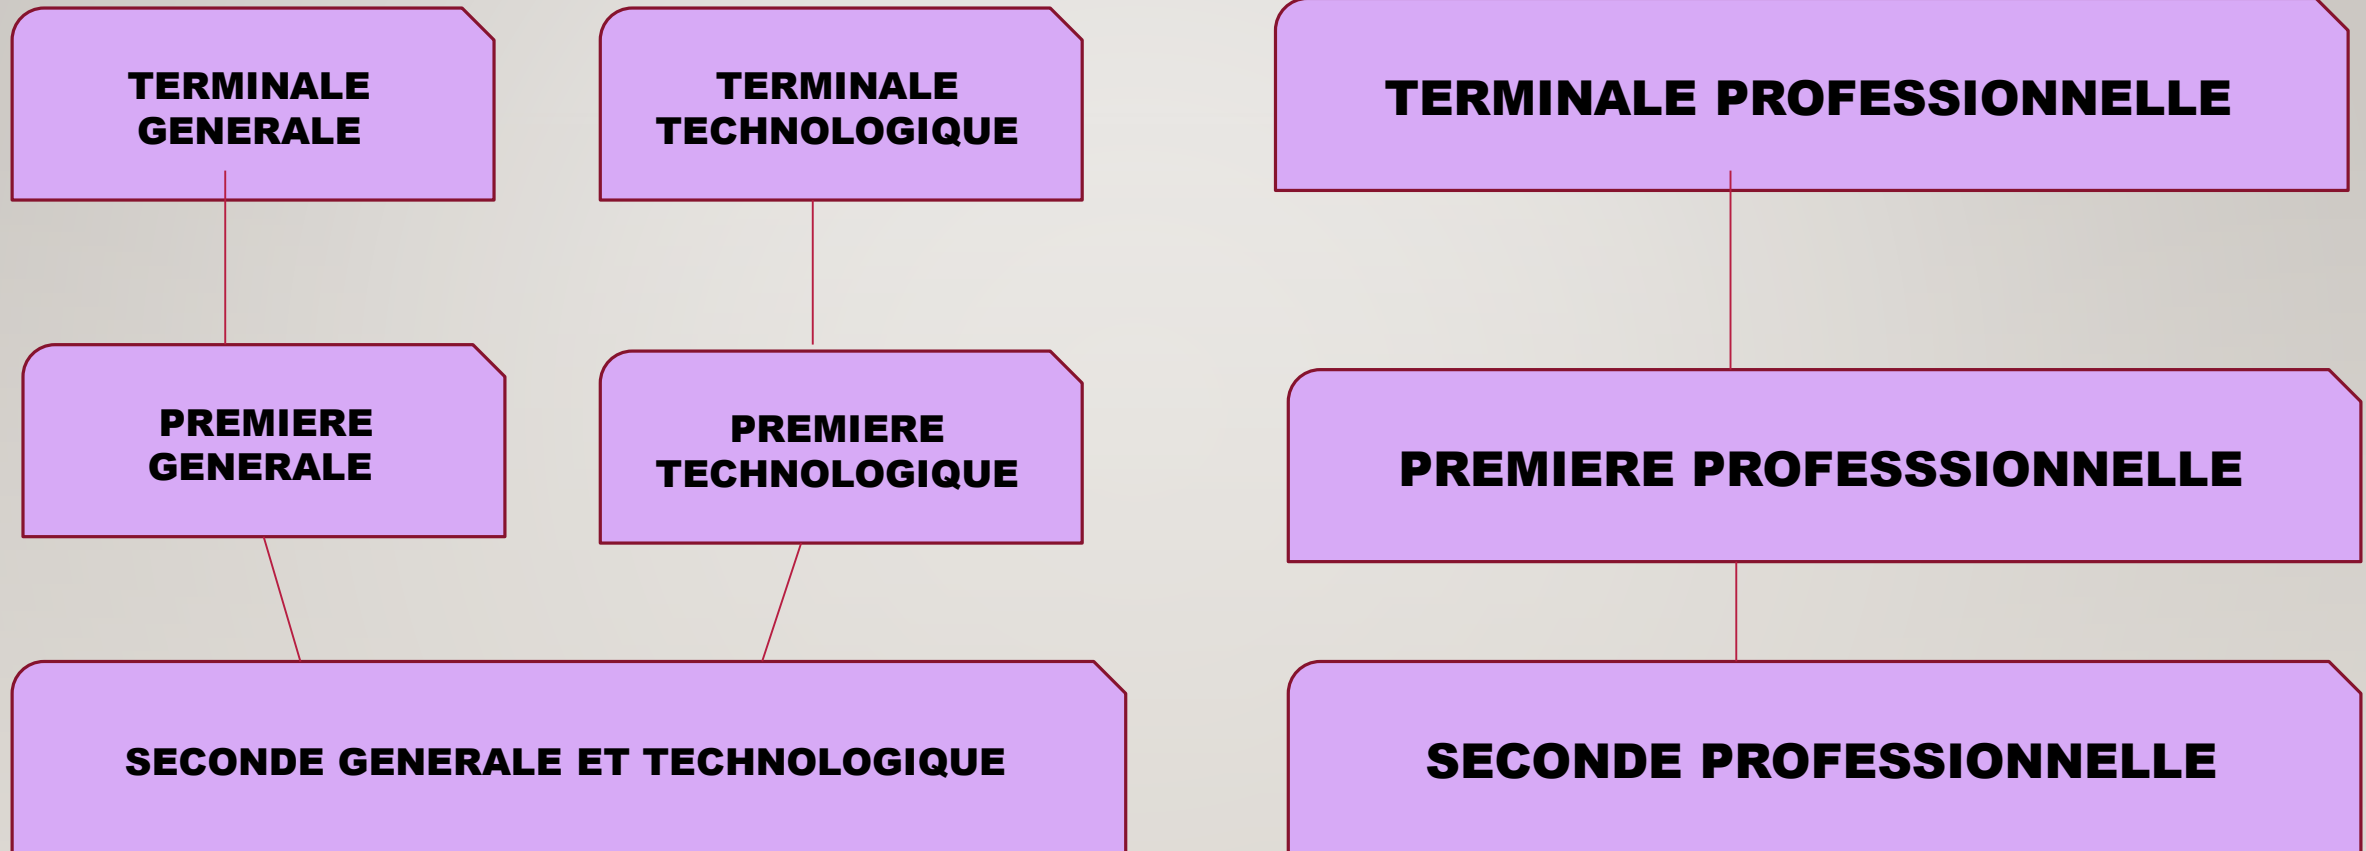 TERMINALE
GENERALE
TERMINALE
TECHNOLOGIQUE
TERMINALE PROFESSIONNELLE
PREMIERE
GENERALE
PREMIERE
TECHNOLOGIQUE
PREMIERE PROFESSSIONNELLE
SECONDE GENERALE ET TECHNOLOGIQUE
SECONDE PROFESSIONNELLE